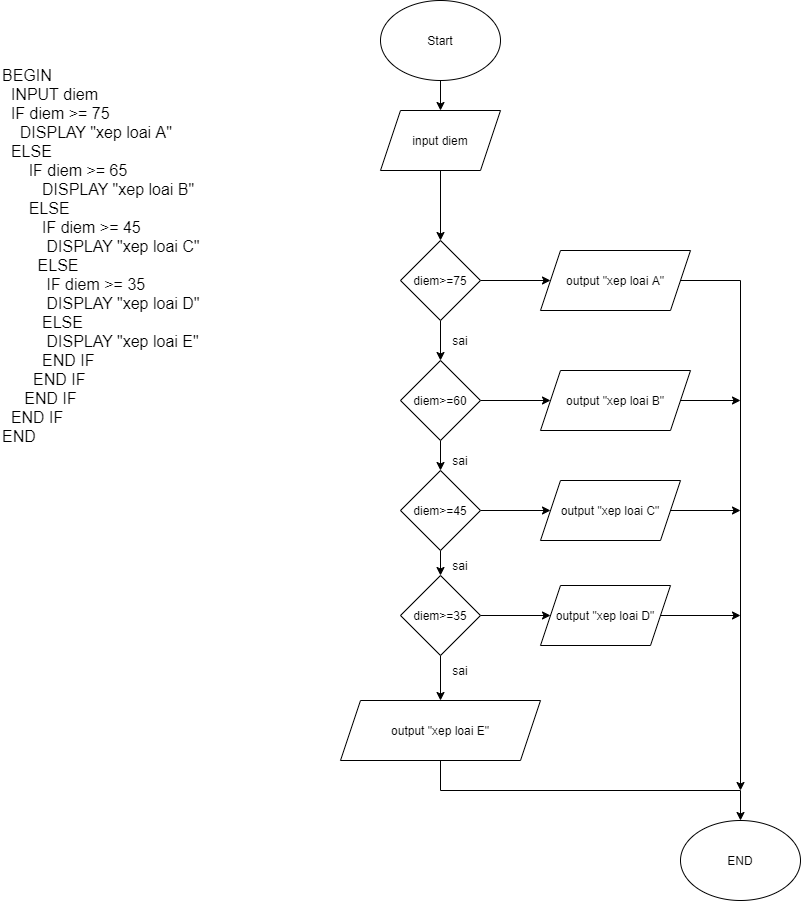 BEGIN
INPUT diem
IF diem >= 75
DISPLAY "xep loai A"
ELSE
IF diem >= 65
DISPLAY "xep loai B"
ELSE
IF diem >= 45
DISPLAY "xep loai C"
ELSE
IF diem >= 35
DISPLAY "xep loai D"
ELSE
DISPLAY "xep loai E"
END IF
END IF
END IF
END IF
END
Start
input diem
diem>=75
output "xep loai A"
sai
diem>=60
output "xep loai B"
sai
diem>=45
output "xep loai C"
sai
diem>=35
output "xep loai D"
sai
output "xep loai E"
END